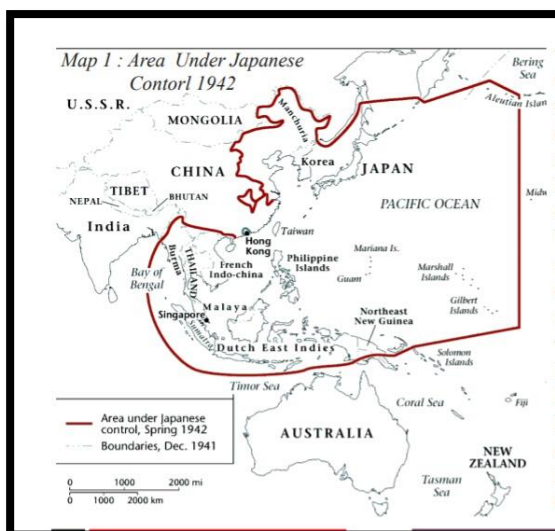 Map 1 : Area Under Japanese
Contorl 1942
Bering
Sea
U.S.S.R.
Aleutian Islan
MONGOLIA
Manchuria
Korea
JAPAN
CHINA
TIBET
NEPAL
BHUTAN
PACIFIC OCEAN
Midw
India
Taiwan
Hong
Kong
Burma
THAILAND
French
Indo-china
Philippine
Islands
Mariana Is.
Guam
Bay of
Bengal
Marshall
Islands
Gilbert
Islands
Malaya
Singapore
Sumatra
Northeast
New Guinea
Dutch East Indies
Solomon
Islands
Timor Sea
Coral Sea
Fiji
Area under Japanese
control, Spring 1942
Boundaries, Dec. 1941
AUSTRALIA
NEW
ZEALAND
Tasman
Sea
0 1000 2000 mi
0 1000 2000 km